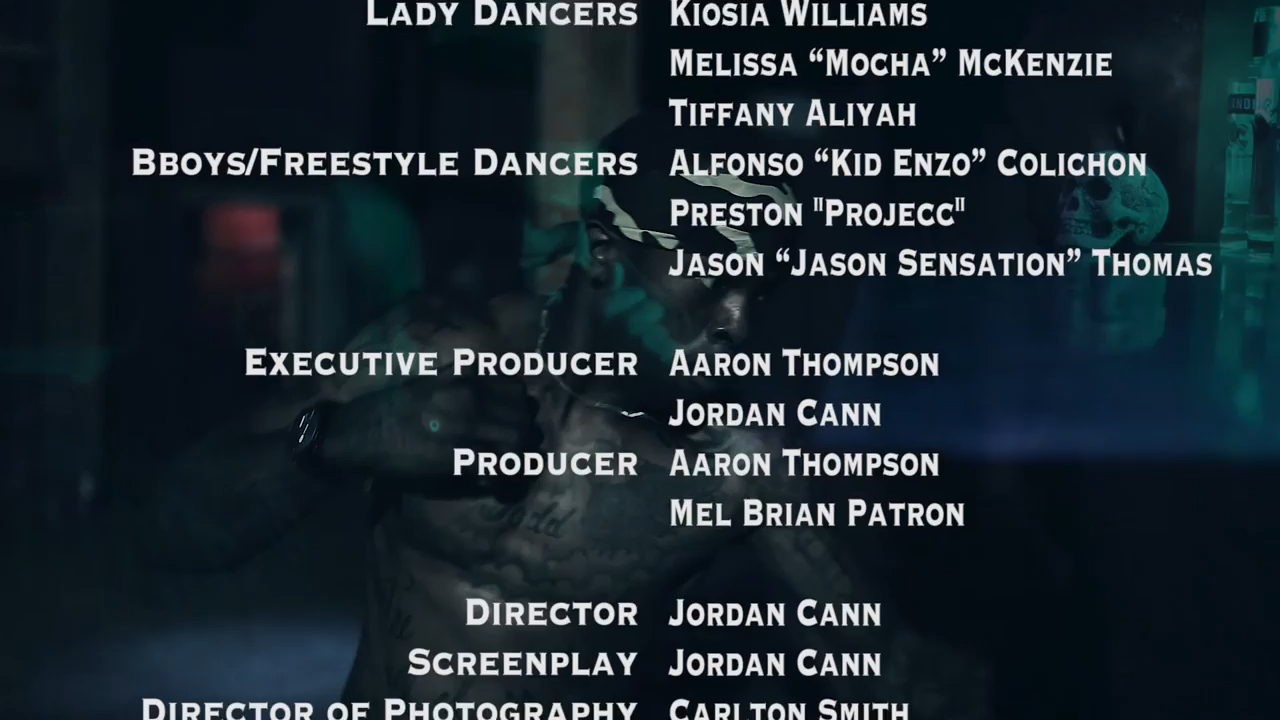 Lady Dancers Kiosia Williams
Melissa “Mocha” McKenzie
Tiffany Aliyah
Bboys/Freestyle Dancers Alfonso “Kid Enzo” Colichon
Preston "Projecc"
Jason “Jason Sensation” Thomas
Executive Producer Aaron Thompson
Jordan Cann
Producer Aaron Thompson
Mel Brian Patron
Director Jordan Cann
Screenplay Jordan Cann
Director of Photography Carlton Smith